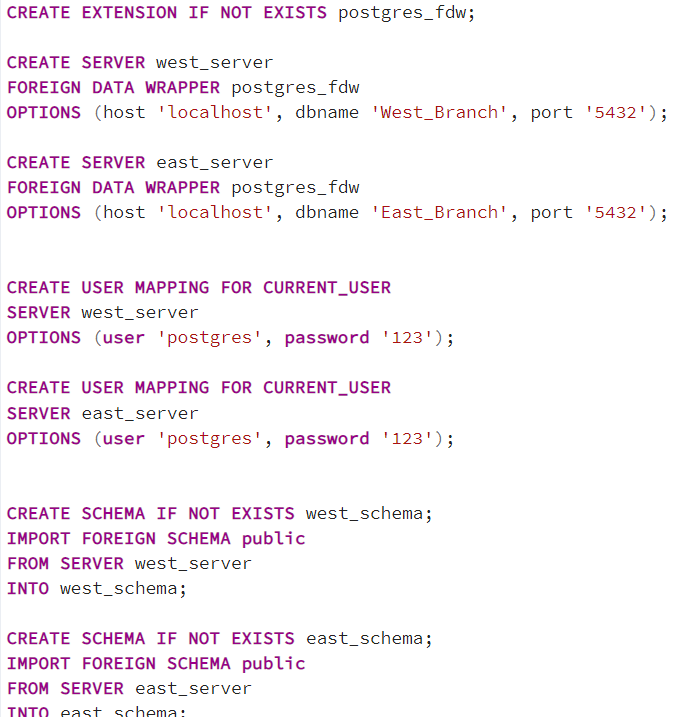 CREATE EXTENSION IF NOT EXISTS postgres_fdw;
CREATE SERVER west_server
FOREIGN DATA WRAPPER postgres_fdw
OPTIONS (host 'localhost', dbname 'West_Branch', port '5432');
CREATE SERVER east_server
FOREIGN DATA WRAPPER postgres_fdw
OPTIONS (host 'localhost', dbname 'East_Branch', port '5432');
CREATE USER MAPPING FOR CURRENT_USER
SERVER west_server
OPTIONS (user 'postgres', password '123');
CREATE USER MAPPING FOR CURRENT_USER
SERVER east_server
OPTIONS (user 'postgres', password '123');
CREATE SCHEMA IF NOT EXISTS west_schema;
IMPORT FOREIGN SCHEMA public
FROM SERVER west_server
INTO west_schema;
CREATE SCHEMA IF NOT EXISTS east_schema;
IMPORT FOREIGN SCHEMA public
FROM SERVER east_server
INTO east_schema;